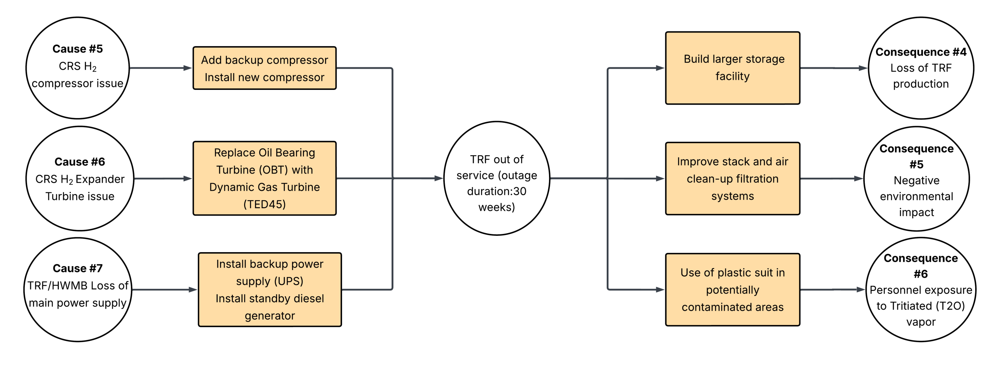 Cause #5
CRS H₂
compressor issue
Add backup compressor
Install new compressor
Build larger storage
facility
Consequence #4
Loss of TRF
production
Cause #6
CRS H₂ Expander
Turbine issue
Replace Oil Bearing
Turbine (OBT) with
Dynamic Gas Turbine
(TED45)
TRF out of
service (outage
duration:30
weeks)
Improve stack and air
clean-up filtration
systems
Consequence
#5
Negative
environmental
impact
Cause #7
TRF/HWMB Loss of
main power supply
Install backup power
supply (UPS)
Install standby diesel
generator
Use of plastic suit in
potentially
contaminated areas
Consequence
#6
Personnel exposure
to Tritiated (T2O)
vapor